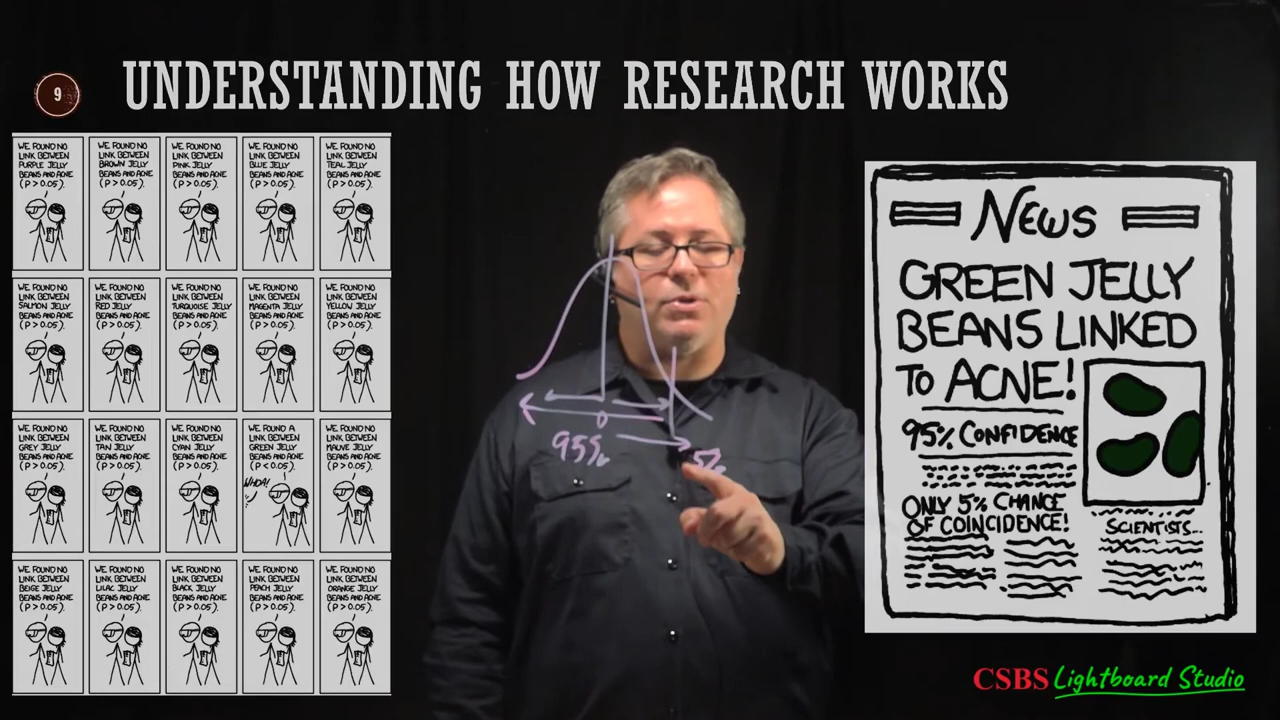 9
UNDERSTANDING HOW RESEARCH WORKS
WE FOUND NO
LINK BETWEEN
PURPLE JELLY
BEANS AND ACNE
(P > 0.05).
WE FOUND NO
LINK BETWEEN
BROWN JELLY
BEANS AND ACNE
(P > 0.05).
WE FOUND NO
LINK BETWEEN
PINK JELLY
BEANS AND ACNE
(P > 0.05).
WE FOUND NO
LINK BETWEEN
BLUE JELLY
BEANS AND ACNE
(P > 0.05).
WE FOUND NO
LINK BETWEEN
TEAL JELLY
BEANS AND ACNE
(P > 0.05).
WE FOUND NO
LINK BETWEEN
SALMON JELLY
BEANS AND ACNE
(P > 0.05).
WE FOUND NO
LINK BETWEEN
RED JELLY
BEANS AND ACNE
(P > 0.05).
WE FOUND NO
LINK BETWEEN
TURQUOISE JELLY
BEANS AND ACNE
(P > 0.05).
WE FOUND NO
LINK BETWEEN
MAGENTA JELLY
BEANS AND ACNE
(P > 0.05).
WE FOUND NO
LINK BETWEEN
YELLOW JELLY
BEANS AND ACNE
(P > 0.05).
WE FOUND NO
LINK BETWEEN
GREY JELLY
BEANS AND ACNE
(P > 0.05).
WE FOUND NO
LINK BETWEEN
TAN JELLY
BEANS AND ACNE
(P > 0.05).
WE FOUND NO
LINK BETWEEN
CYAN JELLY
BEANS AND ACNE
(P > 0.05).
WE FOUND A
LINK BETWEEN
GREEN JELLY
BEANS AND ACNE
(P < 0.05).
WHOA!
WE FOUND NO
LINK BETWEEN
MAUVE JELLY
BEANS AND ACNE
(P > 0.05).
WE FOUND NO
LINK BETWEEN
BEIGE JELLY
BEANS AND ACNE
(P > 0.05).
WE FOUND NO
LINK BETWEEN
LILAC JELLY
BEANS AND ACNE
(P > 0.05).
WE FOUND NO
LINK BETWEEN
BLACK JELLY
BEANS AND ACNE
(P > 0.05).
WE FOUND NO
LINK BETWEEN
PEACH JELLY
BEANS AND ACNE
(P > 0.05).
WE FOUND NO
LINK BETWEEN
ORANGE JELLY
BEANS AND ACNE
(P > 0.05).
0
95%
5%
NEWS
GREEN JELLY
BEANS LINKED
TO ACNE!
95% CONFIDENCE
ONLY 5% CHANCE
OF COINCIDENCE!
SCIENTISTS...
CSBS Lightboard Studio